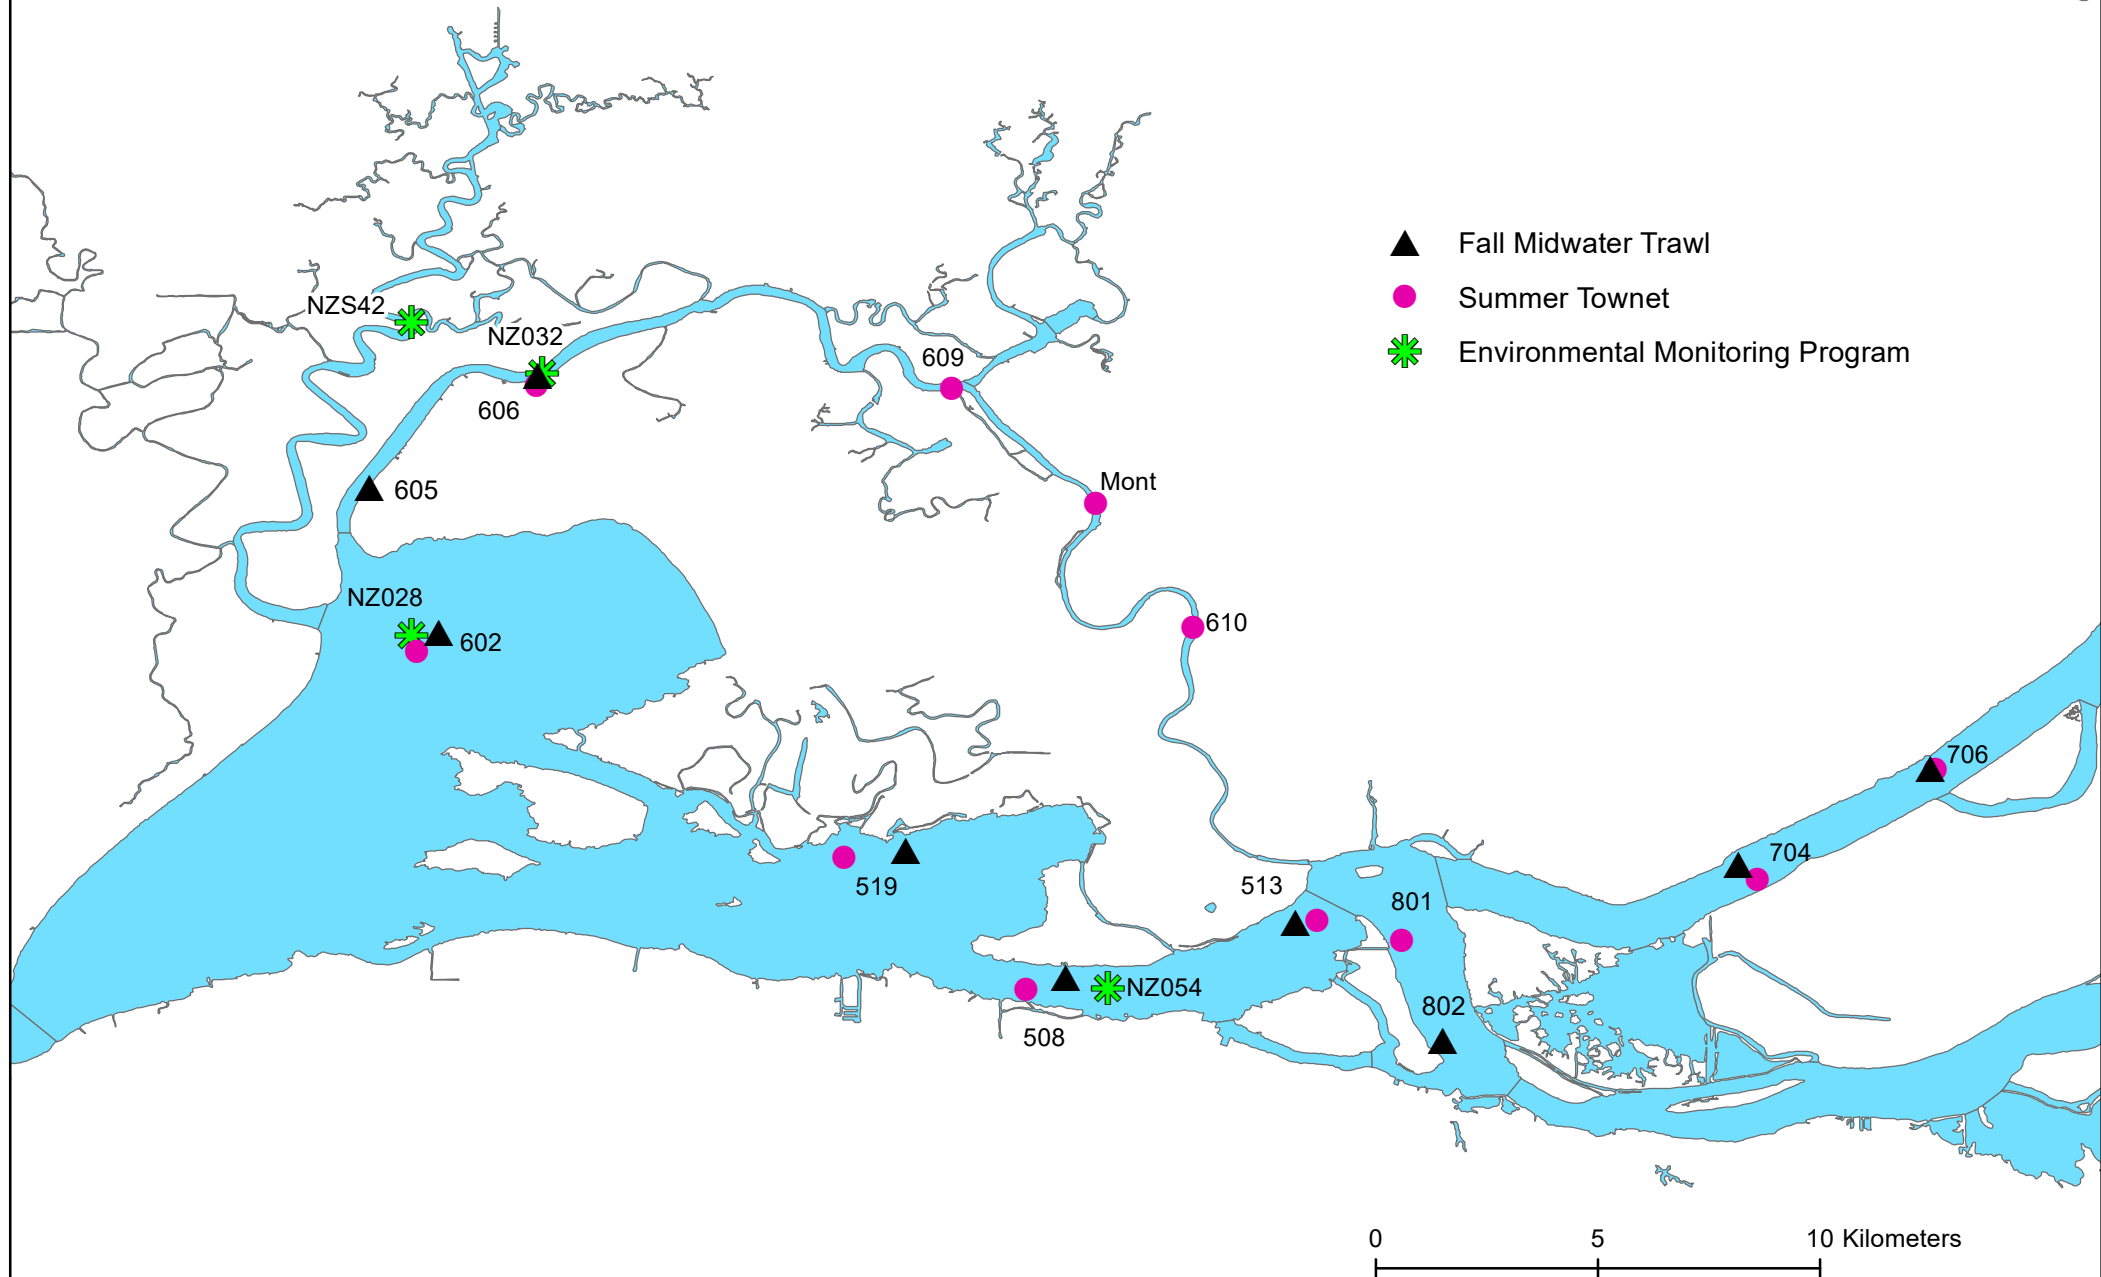 Fall Midwater Trawl
NZS42
Summer Townet
NZ032
Environmental Monitoring Program
609
606
Mont
605
NZ028
610
602
706
704
519
513
801
NZ054
802
508
0 5 10 Kilometers